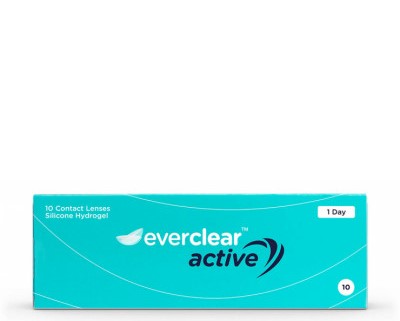 10 Contact Lenses
Silicone Hydrogel
1 Day
everclear™
active
10